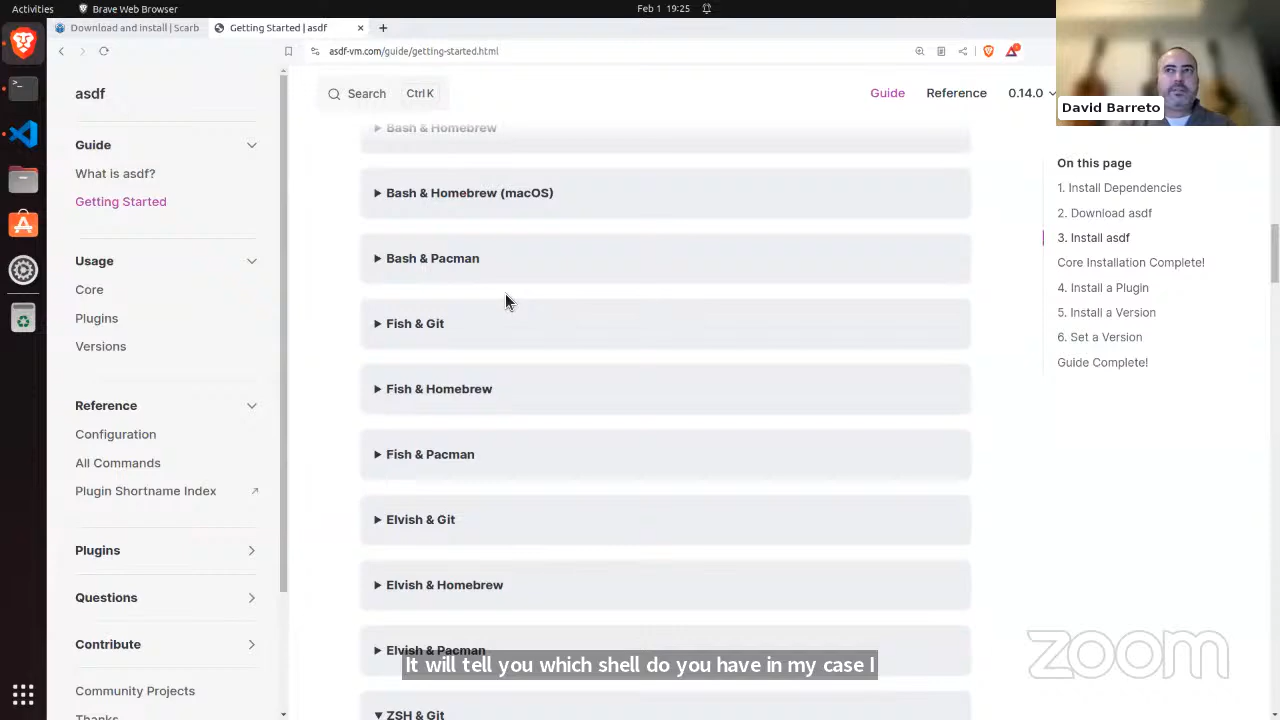 Activities
Brave Web Browser
Feb 1 19:25
Download and install | Scarb
Getting Started | asdf
asdf-vm.com/guide/getting-started.html
asdf
Search
Ctrl K
Guide
Reference
0.14.0
David Barreto
Guide
What is asdf?
Getting Started
Usage
Core
Plugins
Versions
Reference
Configuration
All Commands
Plugin Shortname Index
Plugins
Questions
Contribute
Community Projects
Thanks
Bash & Homebrew
Bash & Homebrew (macOS)
Bash & Pacman
Fish & Git
Fish & Homebrew
Fish & Pacman
Elvish & Git
Elvish & Homebrew
Elvish & Pacman
ZSH & Git
On this page
1. Install Dependencies
2. Download asdf
3. Install asdf
Core Installation Complete!
4. Install a Plugin
5. Install a Version
6. Set a Version
Guide Complete!
It will tell you which shell do you have in my case I
zoom